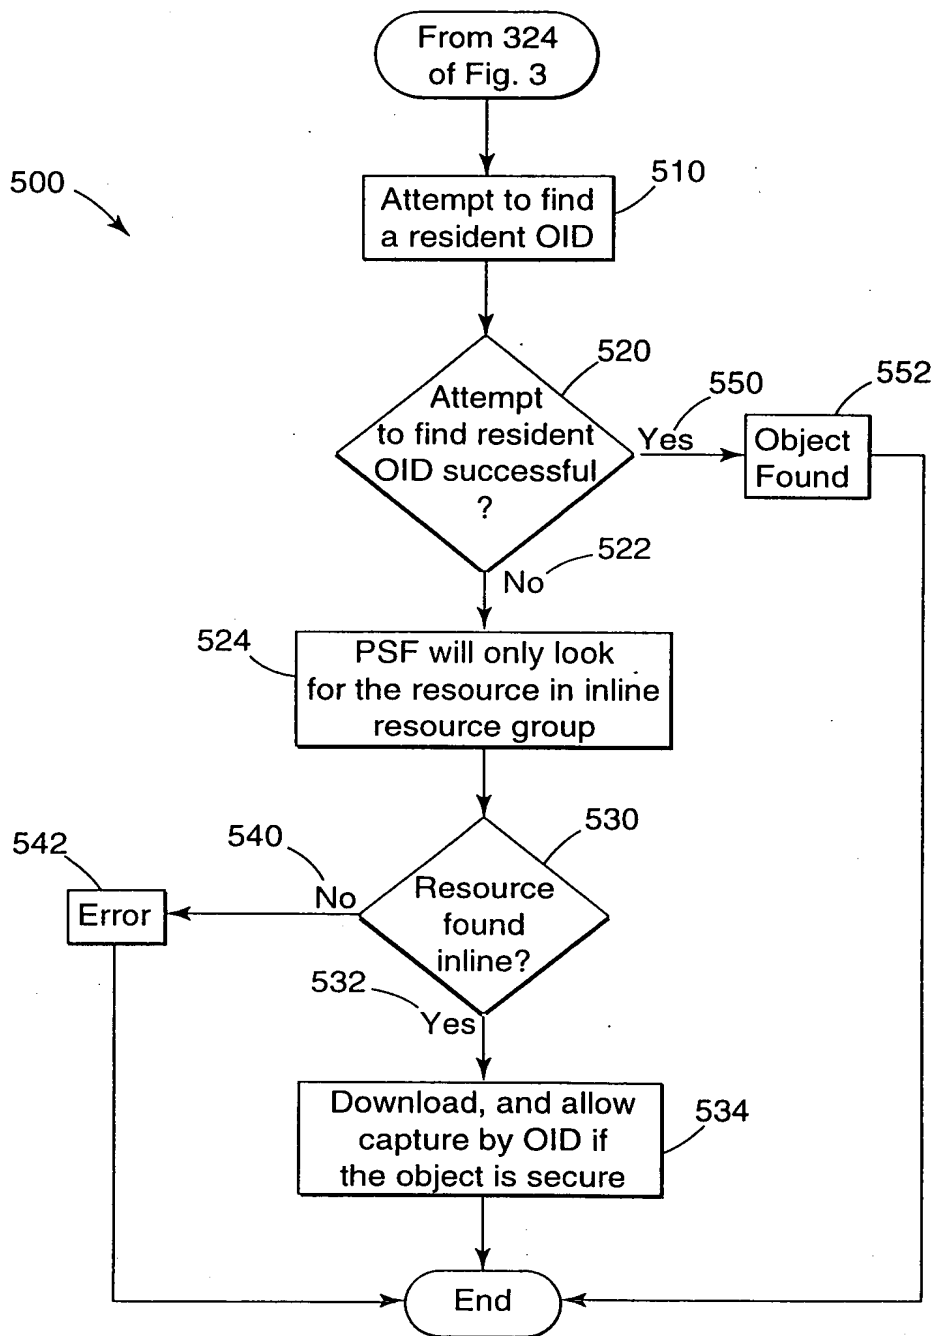 From 324
of Fig. 3
500
510
Attempt to find
a resident OID
520
Attempt
to find resident
OID successful
?
550
Yes
552
Object
Found
522
No
524
PSF will only look
for the resource in inline
resource group
530
Resource
found
inline?
540
No
542
Error
532
Yes
534
Download, and allow
capture by OID if
the object is secure
End